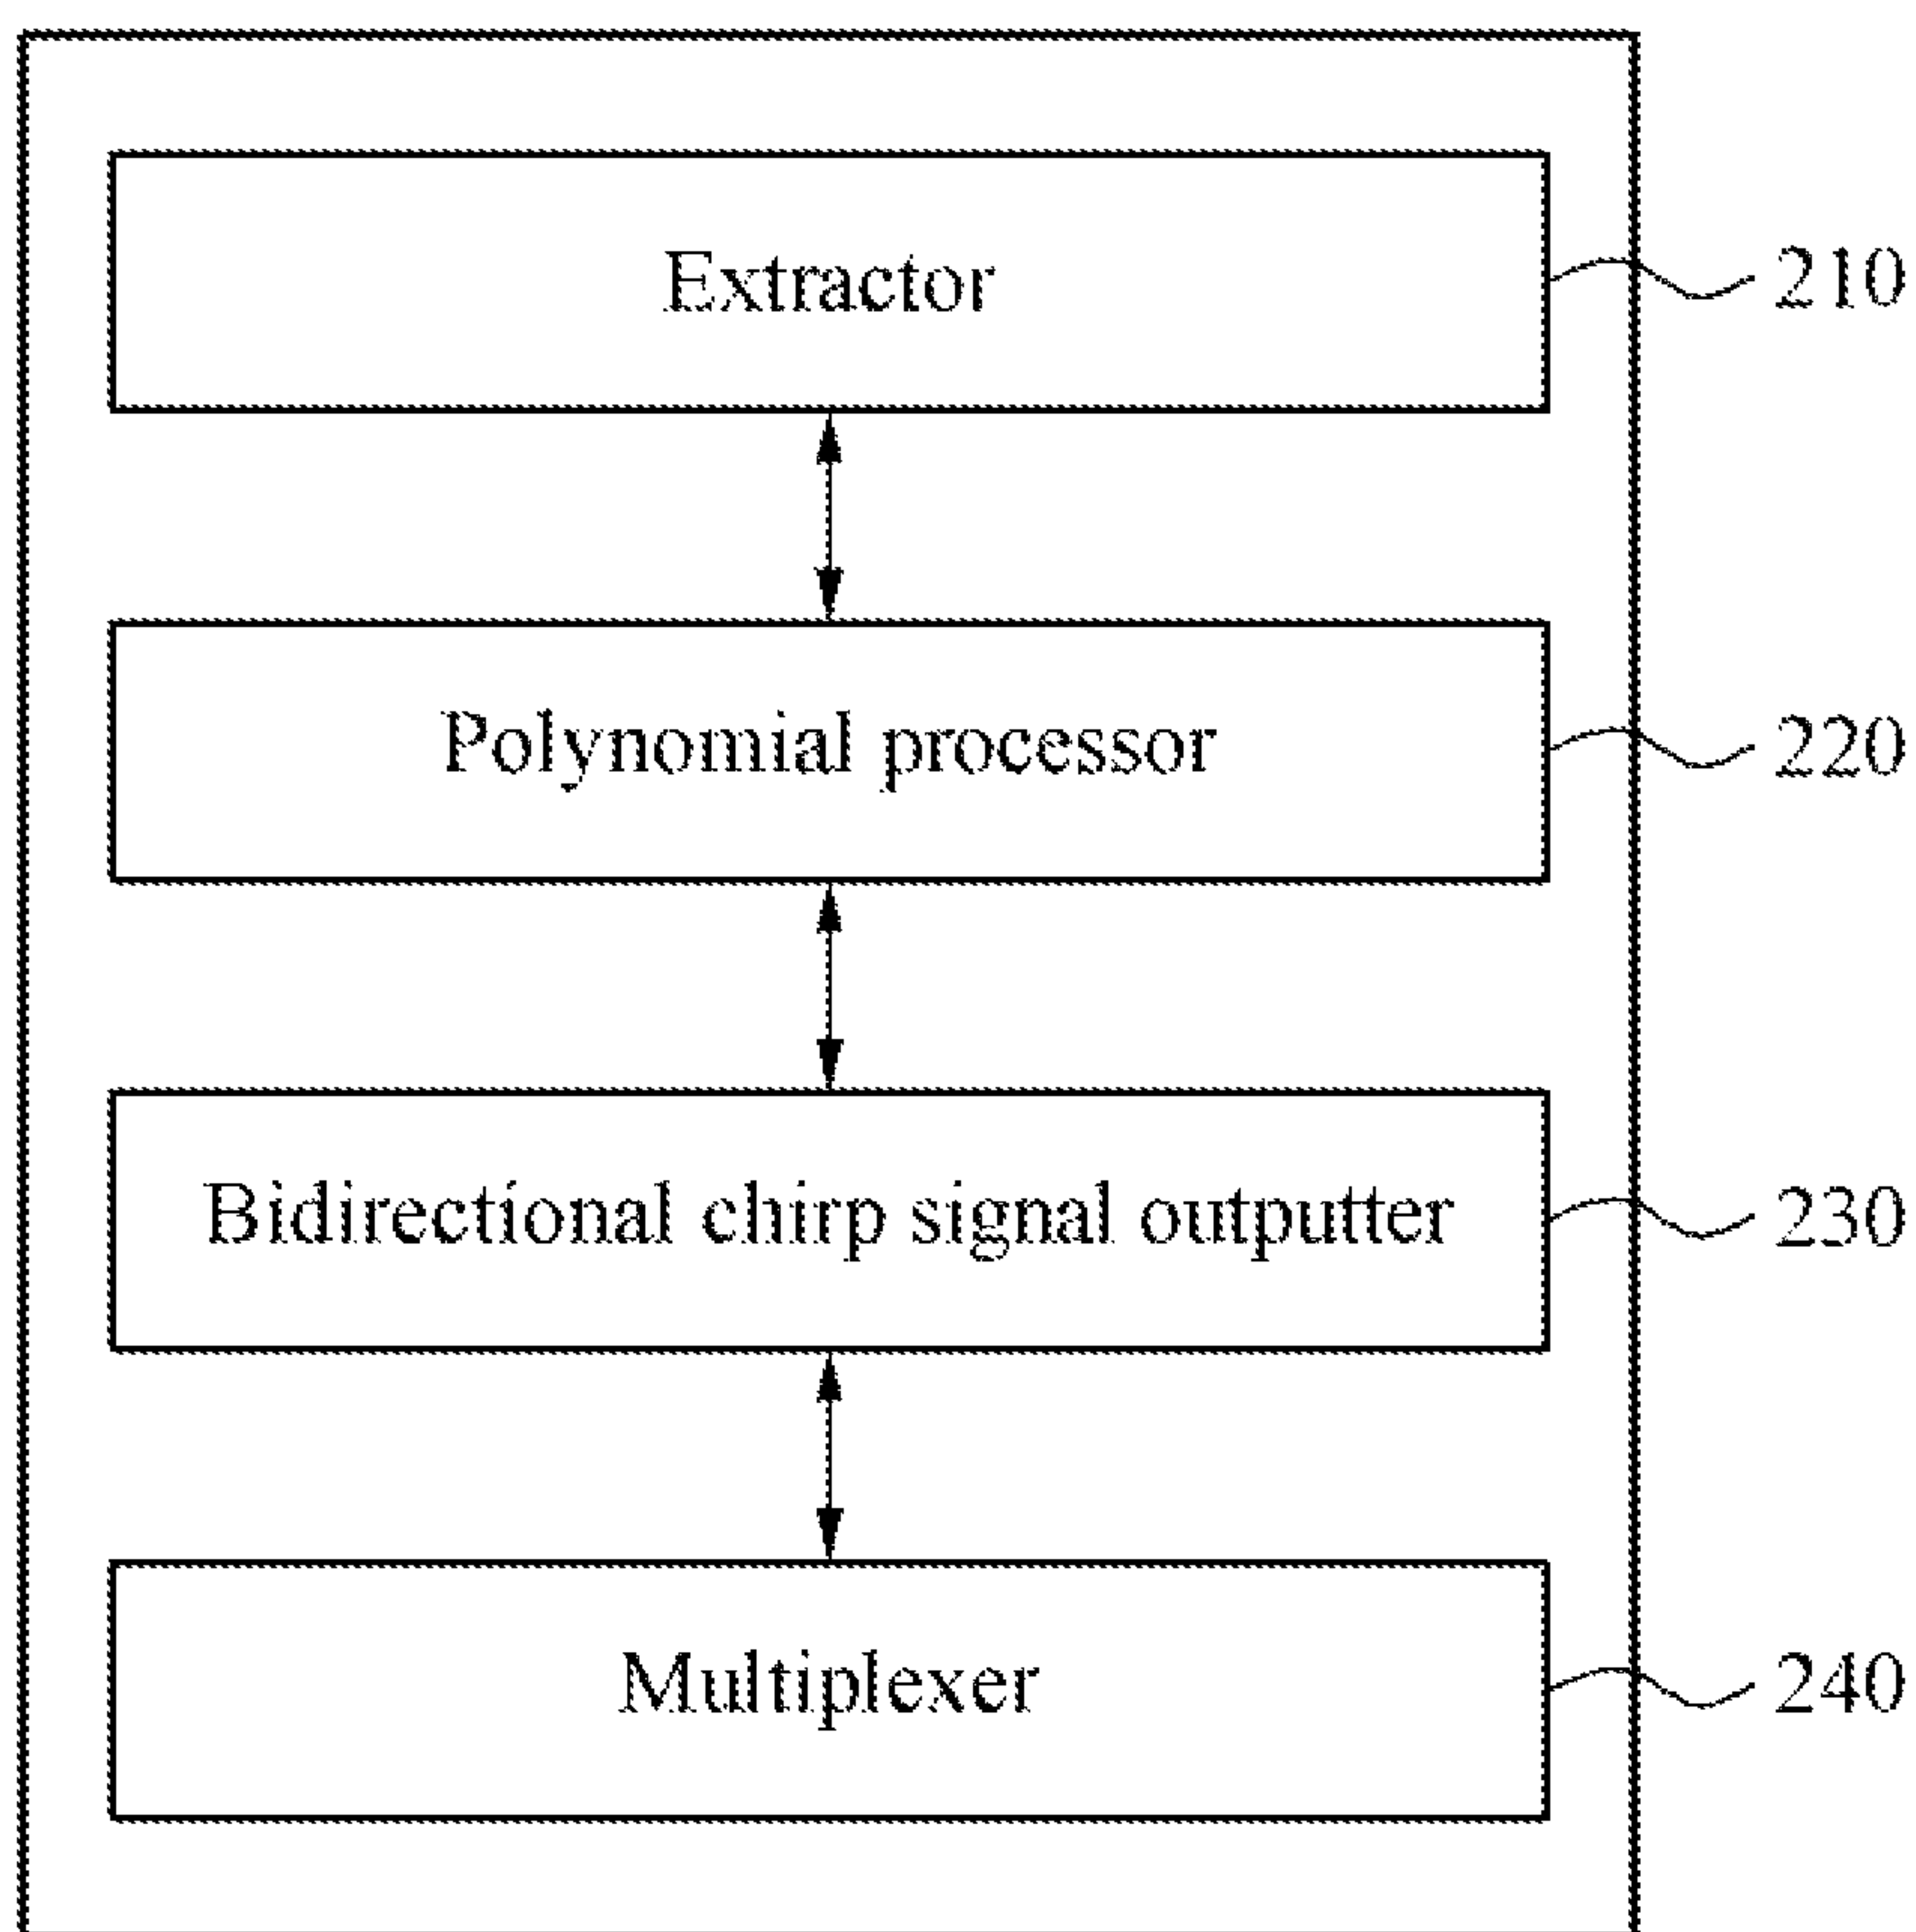 Extractor
210
Polynomial processor
220
Bidirectional chirp signal outputter
230
Multiplexer
240